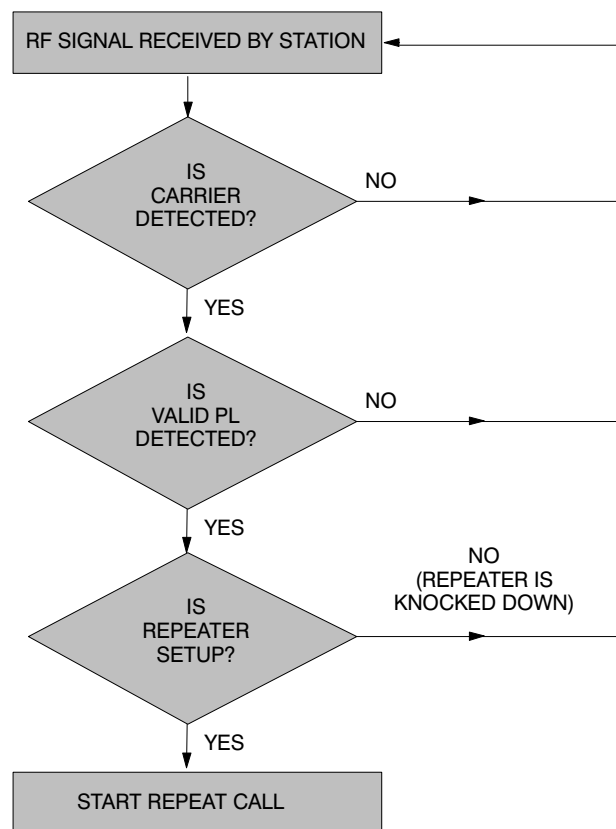 RF SIGNAL RECEIVED BY STATION
IS
CARRIER
DETECTED?
NO
YES
IS
VALID PL
DETECTED?
NO
YES
IS
REPEATER
SETUP?
NO
(REPEATER IS
KNOCKED DOWN)
YES
START REPEAT CALL